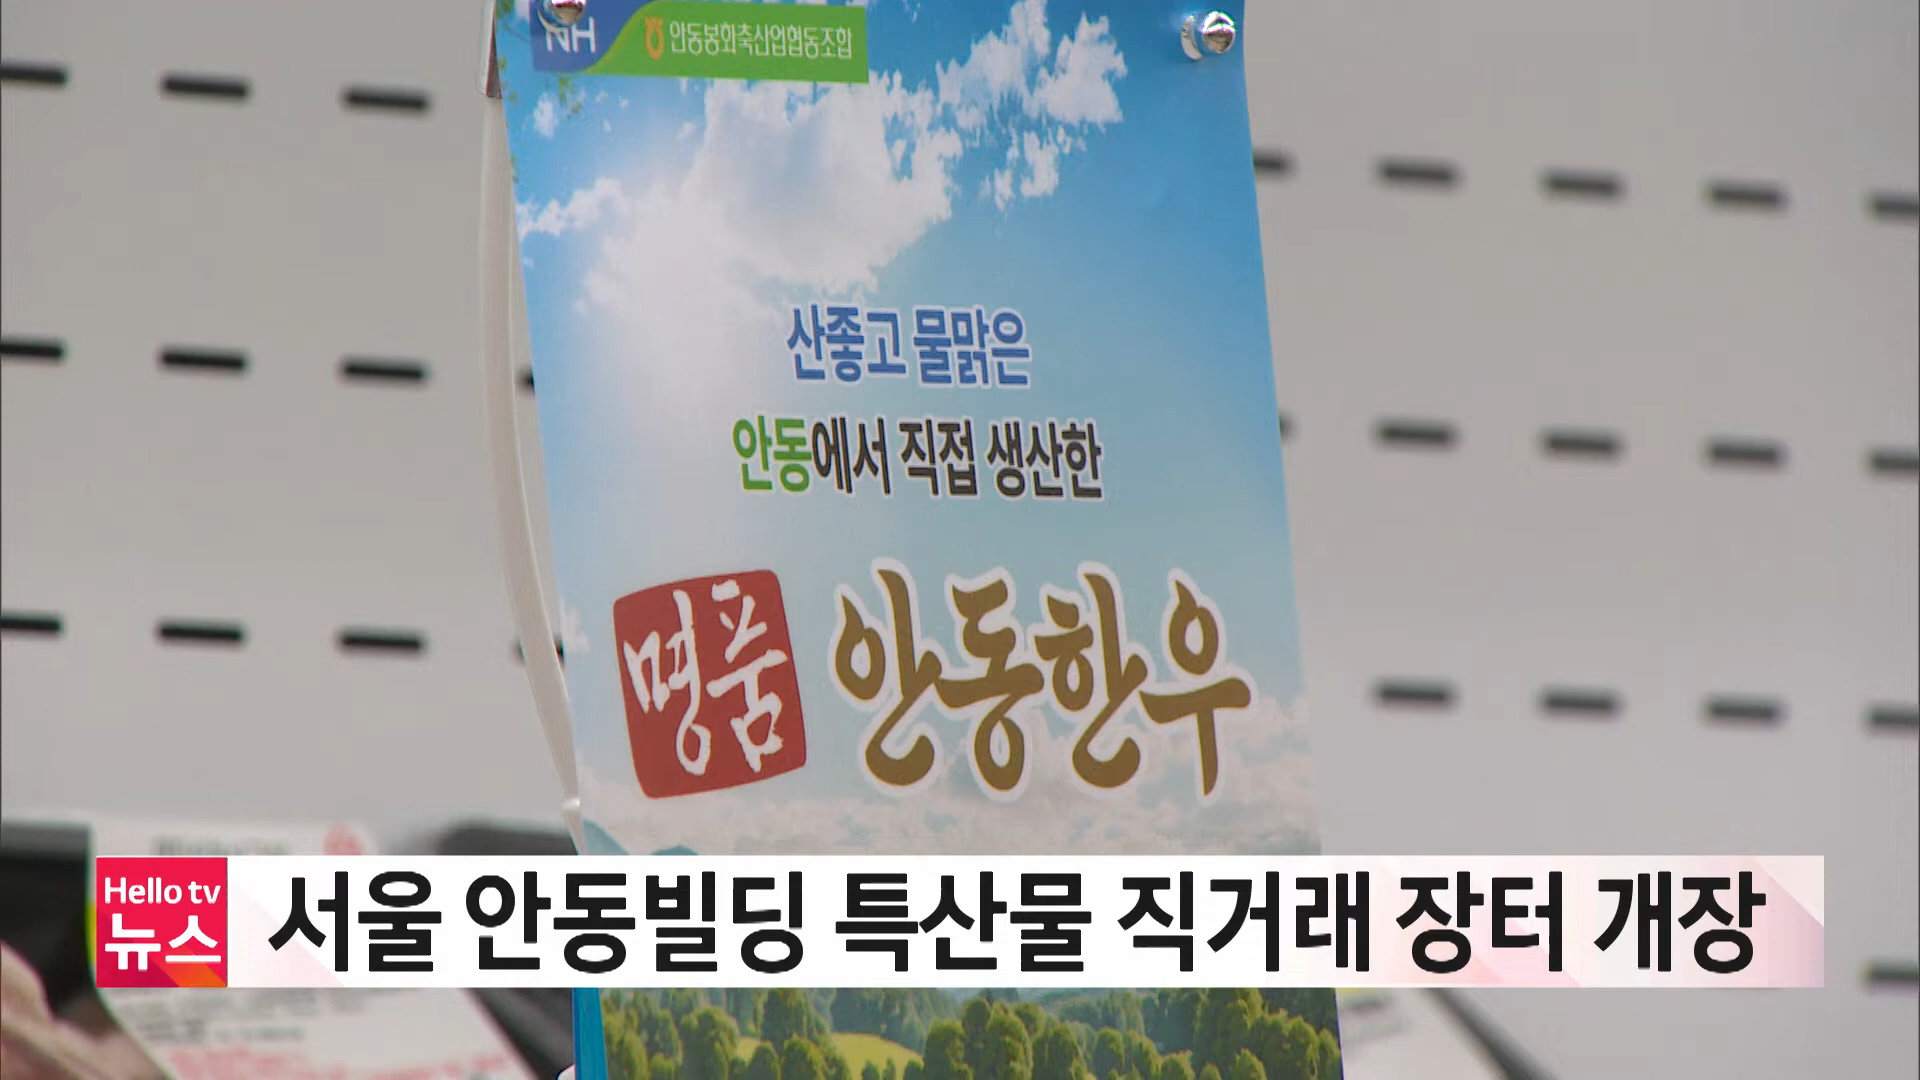 NH 안동봉화축산업협동조합
산좋고 물맑은
안동에서 직접 생산한
명품 안동한우
Hello tv
뉴스
서울 안동빌딩 특산물 직거래 장터 개장